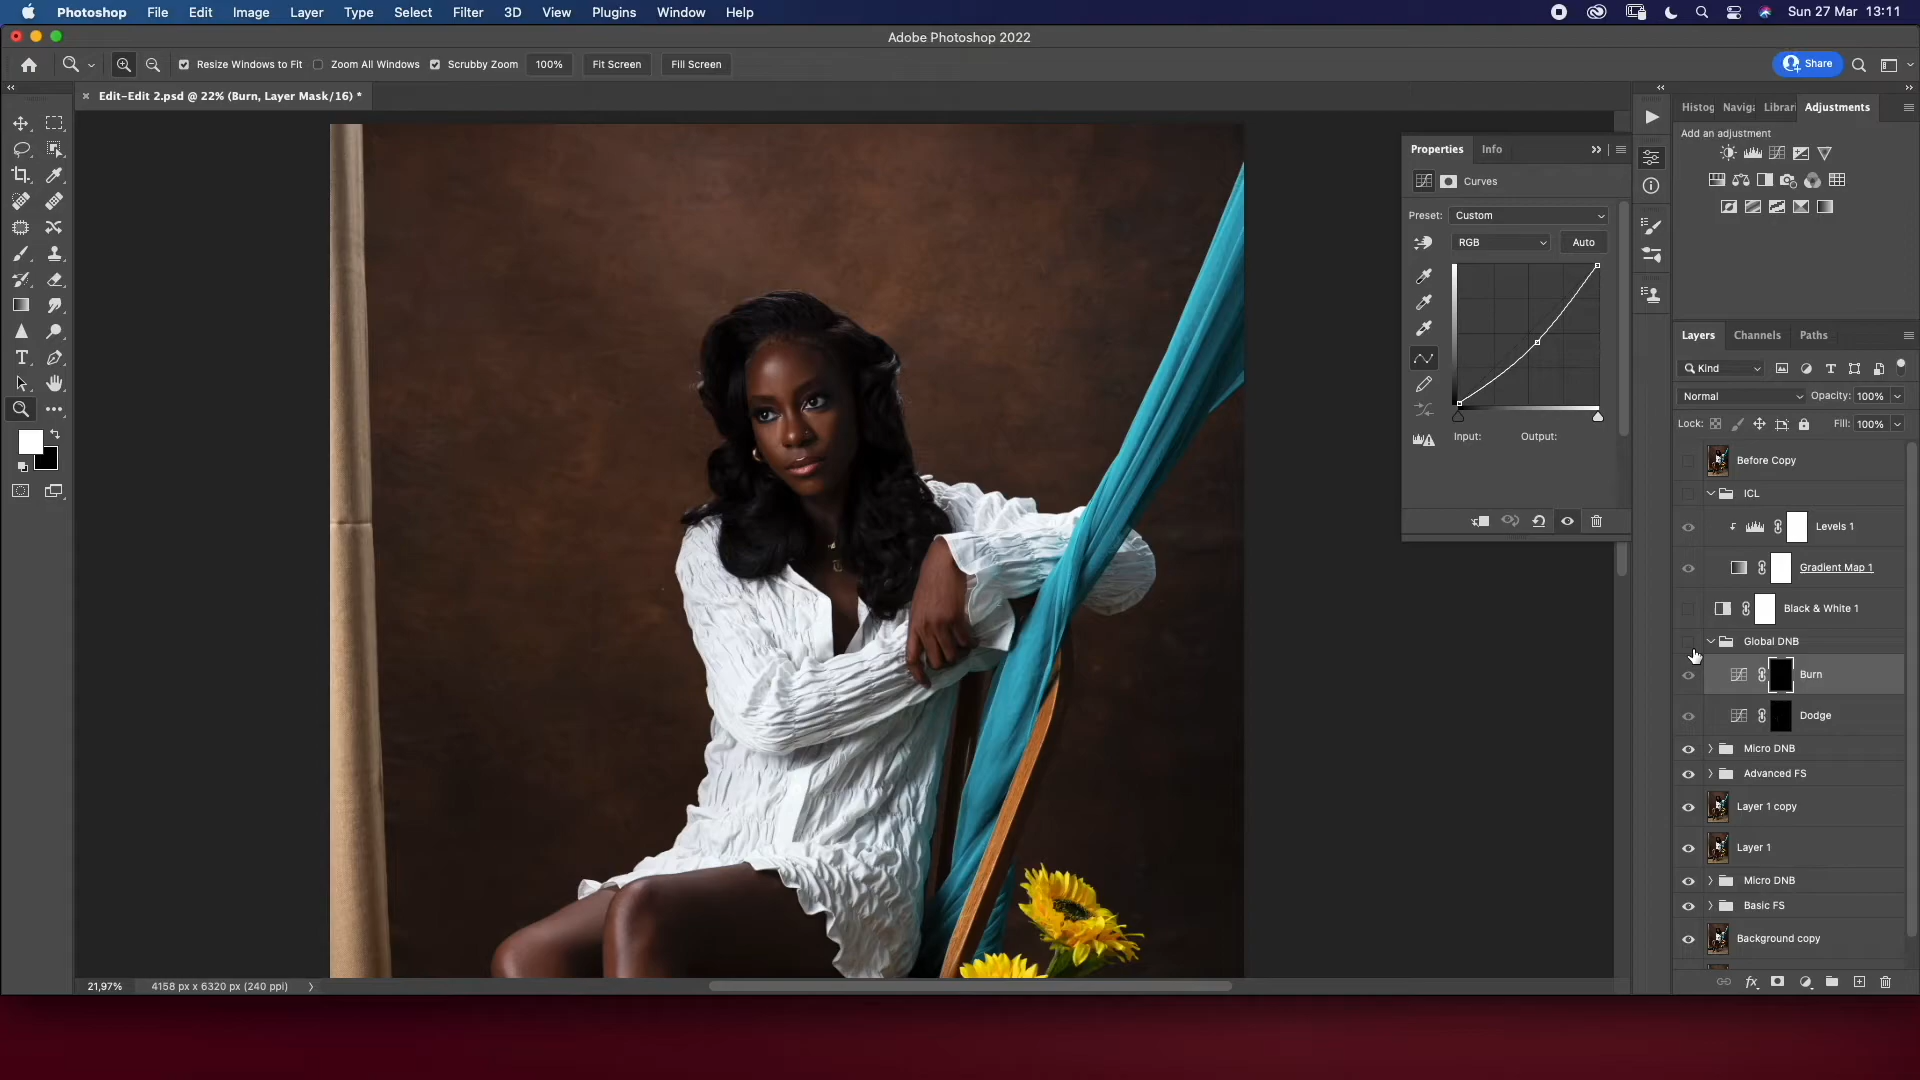 Photoshop File Edit Image Layer Type Select Filter 3D View Plugins Window Help Sun 27 Mar 13:11
Adobe Photoshop 2022
Resize Windows to Fit Zoom All Windows Scrubby Zoom 100% Fit Screen Fill Screen Share
Edit-Edit 2.psd @ 22% (Burn, Layer Mask/16) *
Histog Naviga Librari Adjustments
Add an adjustment
Properties Info
Curves
Preset: Custom
RGB Auto
Input: Output:
Layers Channels Paths
Kind
Normal Opacity: 100%
Lock: Fill: 100%
Before Copy
ICL
Levels 1
Gradient Map 1
Black & White 1
Global DNB
Burn
Dodge
Micro DNB
Advanced FS
Layer 1 copy
Layer 1
Micro DNB
Basic FS
Background copy
21,97% 4158 px x 6320 px (240 ppi)